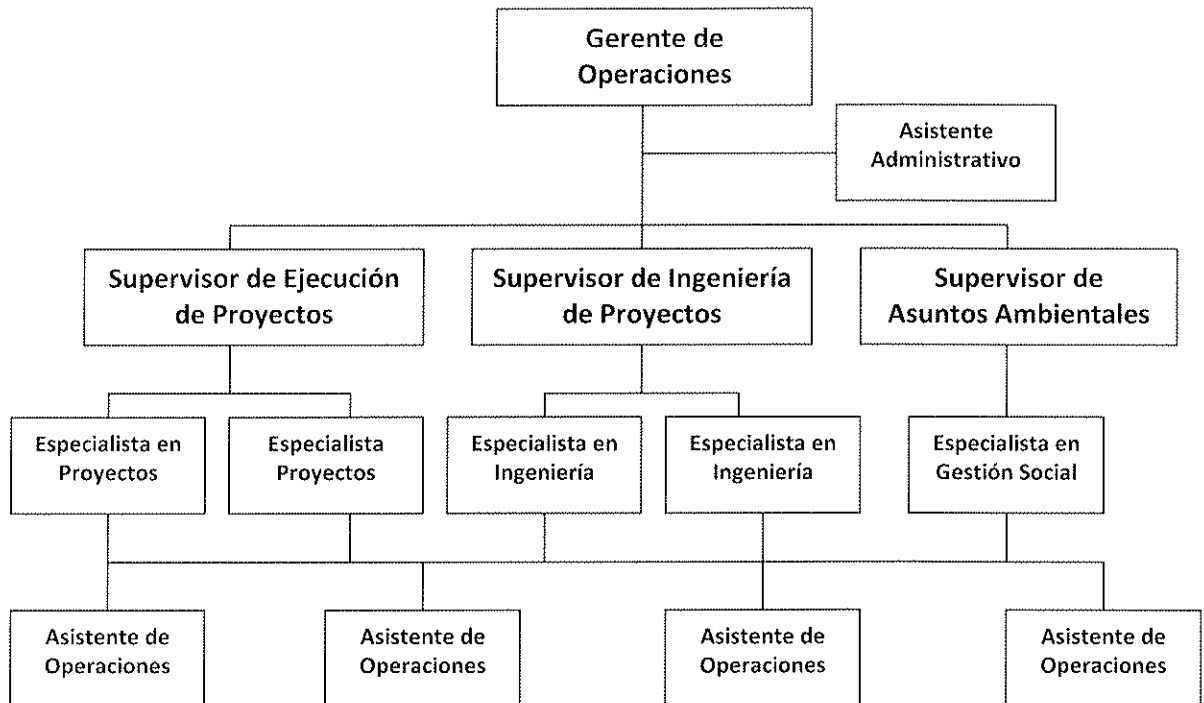 Gerente de
Operaciones
Asistente
Administrativo
Supervisor de Ejecución
de Proyectos
Supervisor de Ingeniería
de Proyectos
Supervisor de
Asuntos Ambientales
Especialista en
Proyectos
Especialista
Proyectos
Especialista en
Ingeniería
Especialista en
Ingeniería
Especialista en
Gestión Social
Asistente de
Operaciones
Asistente de
Operaciones
Asistente de
Operaciones
Asistente de
Operaciones